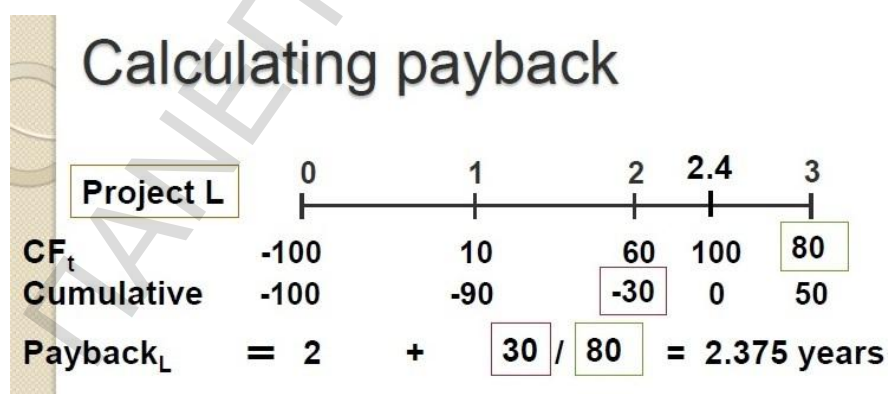 Calculating payback
0 1 2 2.4 3
Project L
CFt -100 10 60 100 80
Cumulative -100 -90 -30 0 50
PaybackL = 2 + 30 / 80 = 2.375 years